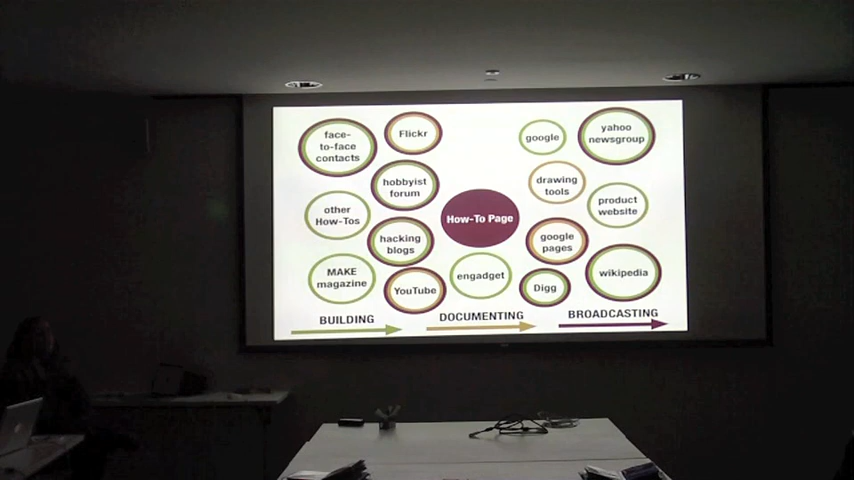 face-
to-face
contacts
Flickr
google
yahoo
newsgroup
hobbyist
forum
drawing
tools
other
How-Tos
How-To Page
product
website
hacking
blogs
google
pages
MAKE
magazine
YouTube
engadget
Digg
wikipedia
BUILDING
DOCUMENTING
BROADCASTING